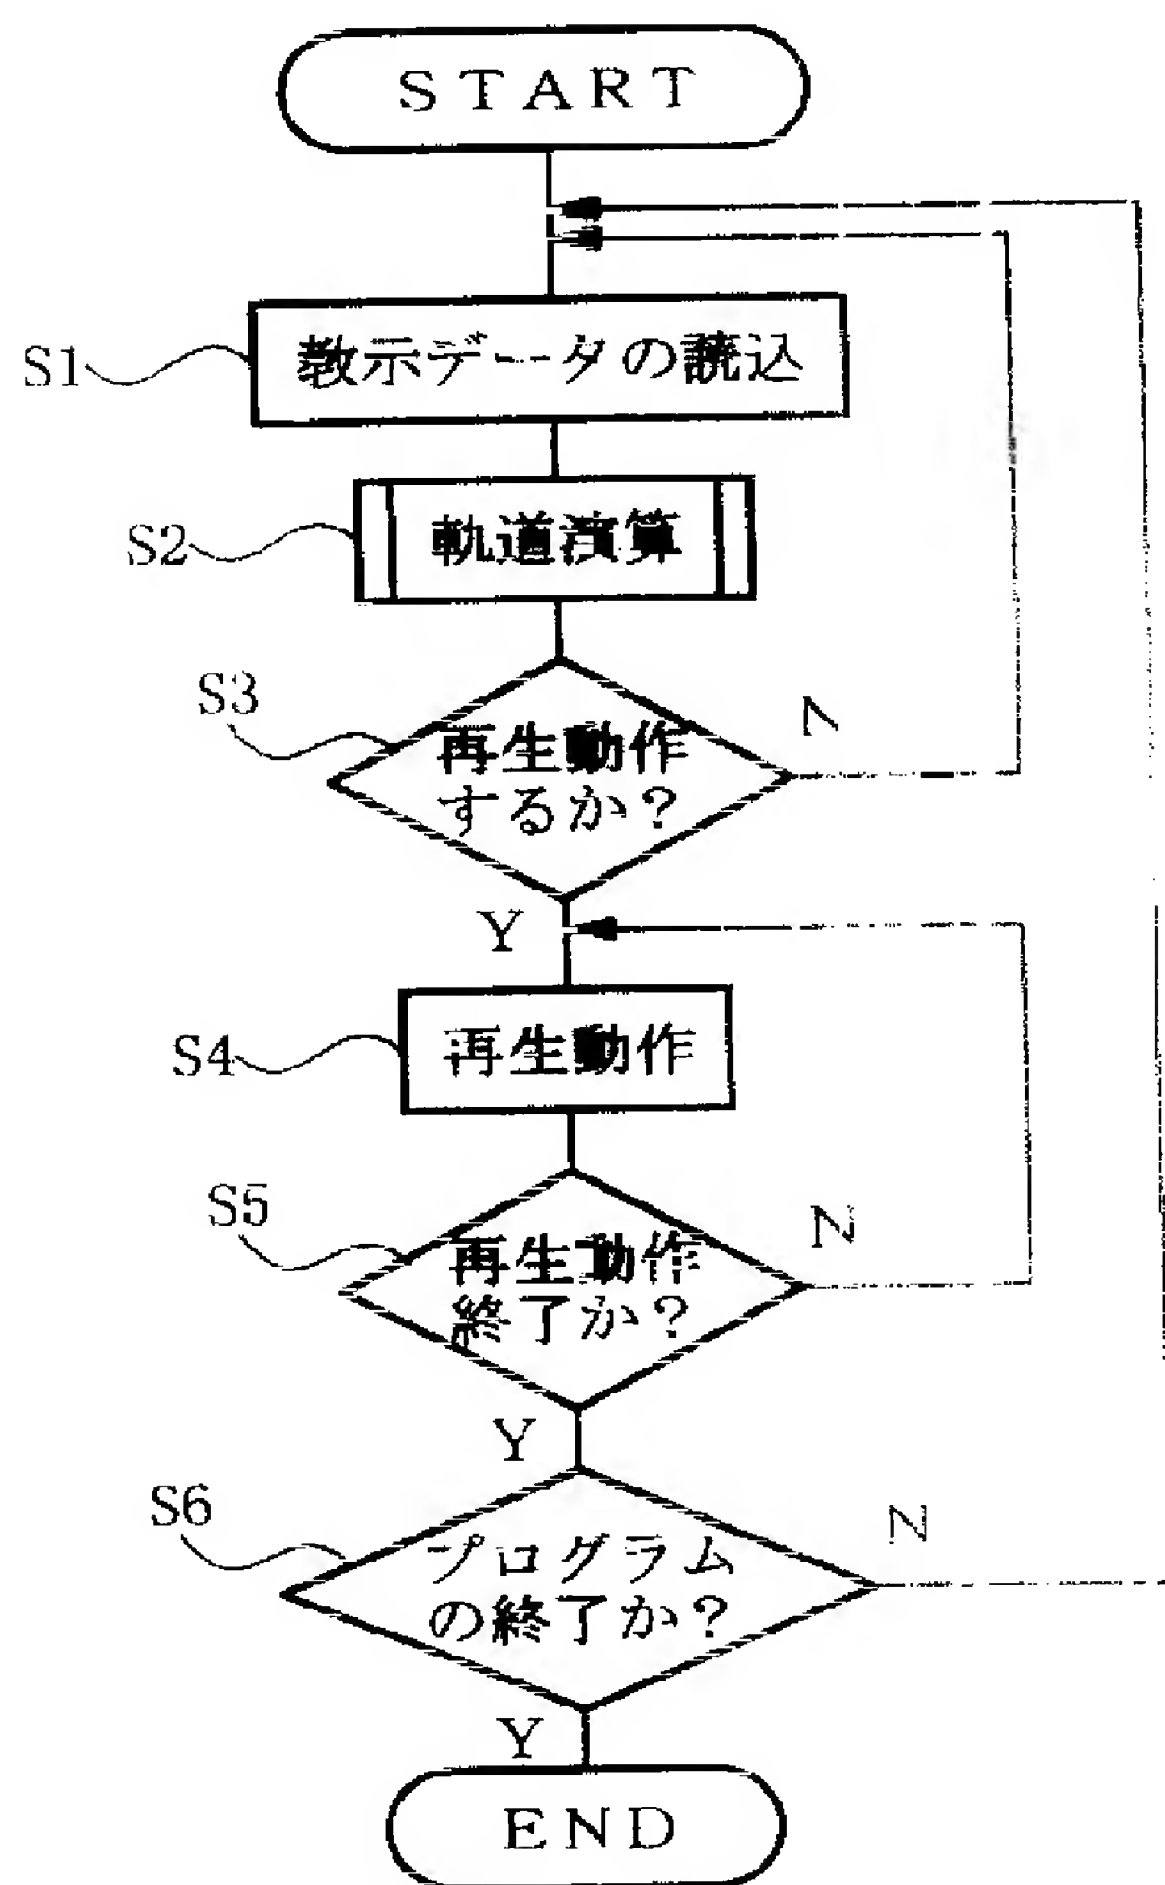 START
S1
教示データの読込
S2
軌道演算
S3
再生動作
するか?
N
Y
S4
再生動作
S5
再生動作
終了か?
N
Y
S6
プログラム
の終了か?
N
Y
END